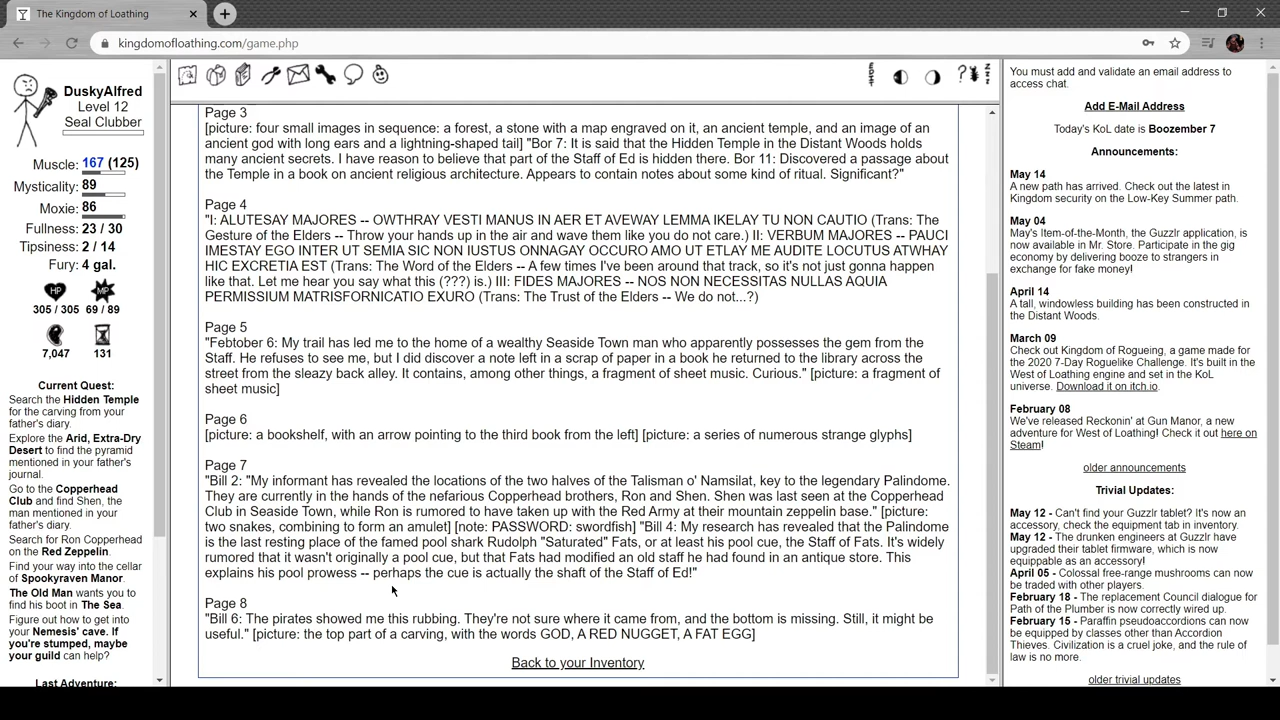 The Kingdom of Loathing
kingdomofloathing.com/game.php
DuskyAlfred
Level 12
Seal Clubber
Muscle: 167 (125)
Mysticality: 89
Moxie: 86
Fullness: 23 / 30
Tipsiness: 2 / 14
Fury: 4 gal.
HP
MP
305 / 305
69 / 89
7,047
131
Current Quest:
Search the Hidden Temple
for the carving from your
father's diary.
Explore the Arid, Extra-Dry
Desert to find the pyramid
mentioned in your father's
journal.
Go to the Copperhead
Club and find Shen, the
man mentioned in your
father's journal.
Search for Ron Copperhead
on the Red Zeppelin.
Find your way into the cellar
of Spookyraven Manor.
The Old Man wants you to
find his boot in The Sea.
Figure out how to get into
your Nemesis' cave. If
you're stumped, maybe
your guild can help?
Last Adventure:
Page 3
[picture: four small images in sequence: a forest, a stone with a map engraved on it, an ancient temple, and an image of an
ancient god with long ears and a lightning-shaped tail] "Bor 7: It is said that the Hidden Temple in the Distant Woods holds
many ancient secrets. I have reason to believe that part of the Staff of Ed is hidden there. Bor 11: Discovered a passage about
the Temple in a book on ancient religious architecture. Appears to contain notes about some kind of ritual. Significant?"
Page 4
"I: ALUTESAY MAJORES -- OWTHRAY VESTI MANUS IN AER ET AVEWAY LEMMA IKELAY TU NON CAUTIO (Trans: The
Gesture of the Elders -- Throw your hands up in the air and wave them like you do not care.) II: VERBUM MAJORES -- PAUCI
IMESTAY EGO INTER UT SEMIA SIC NON IUSTUS ONNAGAY OCCURO AMO UT ETLAY ME AUDITE LOCUTUS ATWHAY
HIC EXCRETIA EST (Trans: The Word of the Elders -- A few times I've been around that track, so it's not just gonna happen
like that. Let me hear you say what this (???) is.) III: FIDES MAJORES -- NOS NON NECESSITAS NULLAS AQUIA
PERMISSIUM MATRISFORNICATIO EXURO (Trans: The Trust of the Elders -- We do not...?)
Page 5
"Febtober 6: My trail has led me to the home of a wealthy Seaside Town man who apparently possesses the gem from the
Staff. He refuses to see me, but I did discover a note left in a scrap of paper in a book he returned to the library across the
street from the sleazy back alley. It contains, among other things, a fragment of sheet music. Curious." [picture: a fragment of
sheet music]
Page 6
[picture: a bookshelf, with an arrow pointing to the third book from the left] [picture: a series of numerous strange glyphs]
Page 7
"Bill 2: "My informant has revealed the locations of the two halves of the Talisman o' Namsilat, key to the legendary Palindome.
They are currently in the hands of the nefarious Copperhead brothers, Ron and Shen. Shen was last seen at the Copperhead
Club in Seaside Town, while Ron is rumored to have taken up with the Red Army at their mountain zeppelin base." [picture:
two snakes, combining to form an amulet] [note: PASSWORD: swordfish] "Bill 4: My research has revealed that the Palindome
is the last resting place of the famed pool shark Rudolph "Saturated" Fats, or at least his pool cue, the Staff of Fats. It's widely
rumored that it wasn't originally a pool cue, but that Fats had modified an old staff he had found in an antique store. This
explains his pool prowess -- perhaps the cue is actually the shaft of the Staff of Ed!"
Page 8
"Bill 6: The pirates showed me this rubbing. They're not sure where it came from, and the bottom is missing. Still, it might be
useful." [picture: the top part of a carving, with the words GOD, A RED NUGGET, A FAT EGG]
Back to your Inventory
You must add and validate an email address to
access chat.
Add E-Mail Address
Today's KoL date is Boozember 7
Announcements:
May 14
A new path has arrived. Check out the latest in
Kingdom security on the Low-Key Summer path.
May 04
May's Item-of-the-Month, the Guzzlr application, is
now available in Mr. Store. Participate in the gig
economy by delivering booze to strangers in
exchange for fake money!
April 14
A tall, windowless building has been constructed in
the Distant Woods.
March 09
Check out Kingdom of Rogueing, a game made for
the 2020 7-Day Roguelike Challenge. It's built in the
West of Loathing engine and set in the KoL
universe. Download it on itch.io.
February 08
We've released Reckonin' at Gun Manor, a new
adventure for West of Loathing! Check it out here on
Steam!
older announcements
Trivial Updates:
May 12 - Can't find your Guzzlr tablet? It's now an
accessory, check the equipment tab in inventory.
May 12 - The drunken engineers at Guzzlr have
upgraded their tablet firmware, which is now
equippable as an accessory!
April 05 - Colossal free-range mushrooms can now
be traded with other players.
February 18 - The replacement Council dialogue for
Path of the Plumber is now correctly wired up.
February 15 - Paraffin pseudoaccordions can now
be equipped by classes other than Accordion
Thieves. Civilization is a cruel joke, and the rule of
law is no more.
older trivial updates